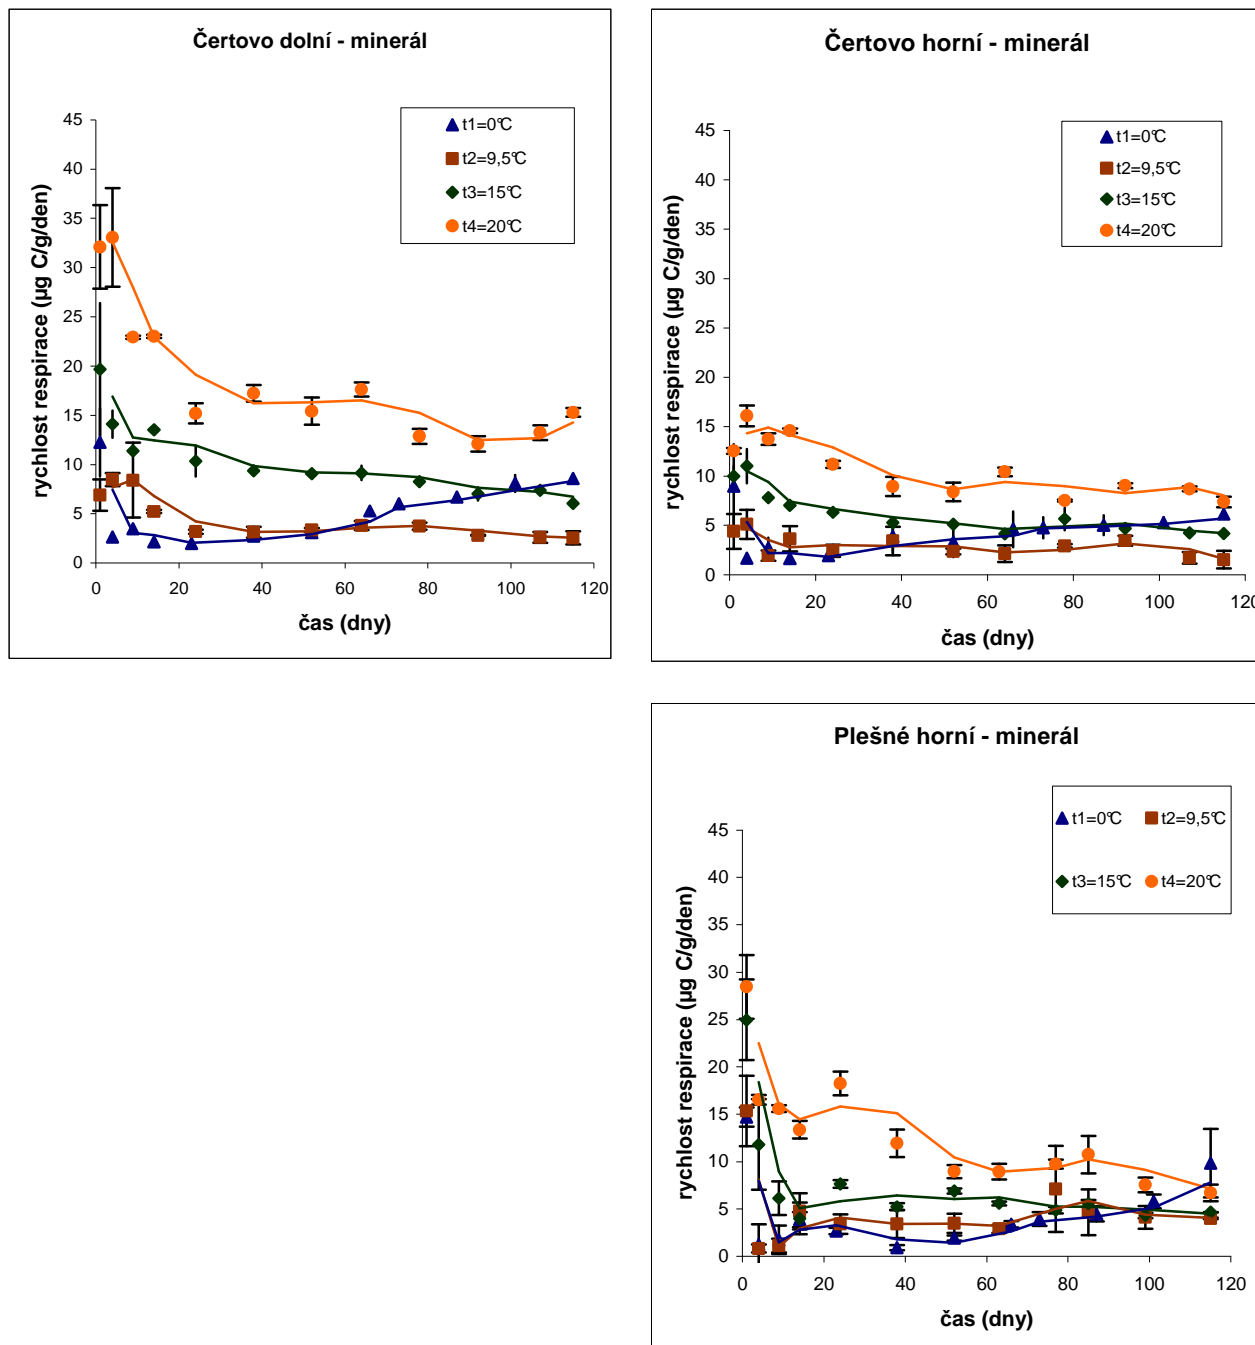 Čertovo dolní - minerál
t1=0°C
t2=9,5°C
t3=15°C
t4=20°C
rychlost respirace (µg C/g/den)
45
40
35
30
25
20
15
10
5
0
0 20 40 60 80 100 120
čas (dny)
Čertovo horní - minerál
t1=0°C
t2=9,5°C
t3=15°C
t4=20°C
rychlost respirace (µg C/g/den)
45
40
35
30
25
20
15
10
5
0
0 20 40 60 80 100 120
čas (dny)
Plešné horní - minerál
t1=0°C t2=9,5°C
t3=15°C t4=20°C
rychlost respirace (µg C/g/den)
45
40
35
30
25
20
15
10
5
0
0 20 40 60 80 100 120
čas (dny)